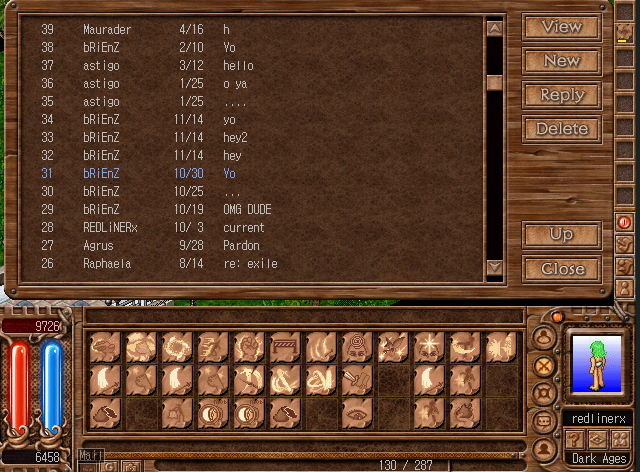 39 Maurader 4/16 h
38 bRiEnZ 2/10 Yo
37 astigo 3/12 hello
36 astigo 1/25 o ya
35 astigo 1/25 ....
34 bRiEnZ 11/14 yo
33 bRiEnZ 11/14 hey2
32 bRiEnZ 11/14 hey
31 bRiEnZ 10/30 Yo
30 bRiEnZ 10/25 ...
29 bRiEnZ 10/19 OMG DUDE
28 REDLiNERx 10/ 3 current
27 Agrus 9/28 Pardon
26 Raphaela 8/14 re: exile
View
New
Reply
Delete
Up
Close
9726
6458
Mail
130 / 287
redlinerx
Dark Ages